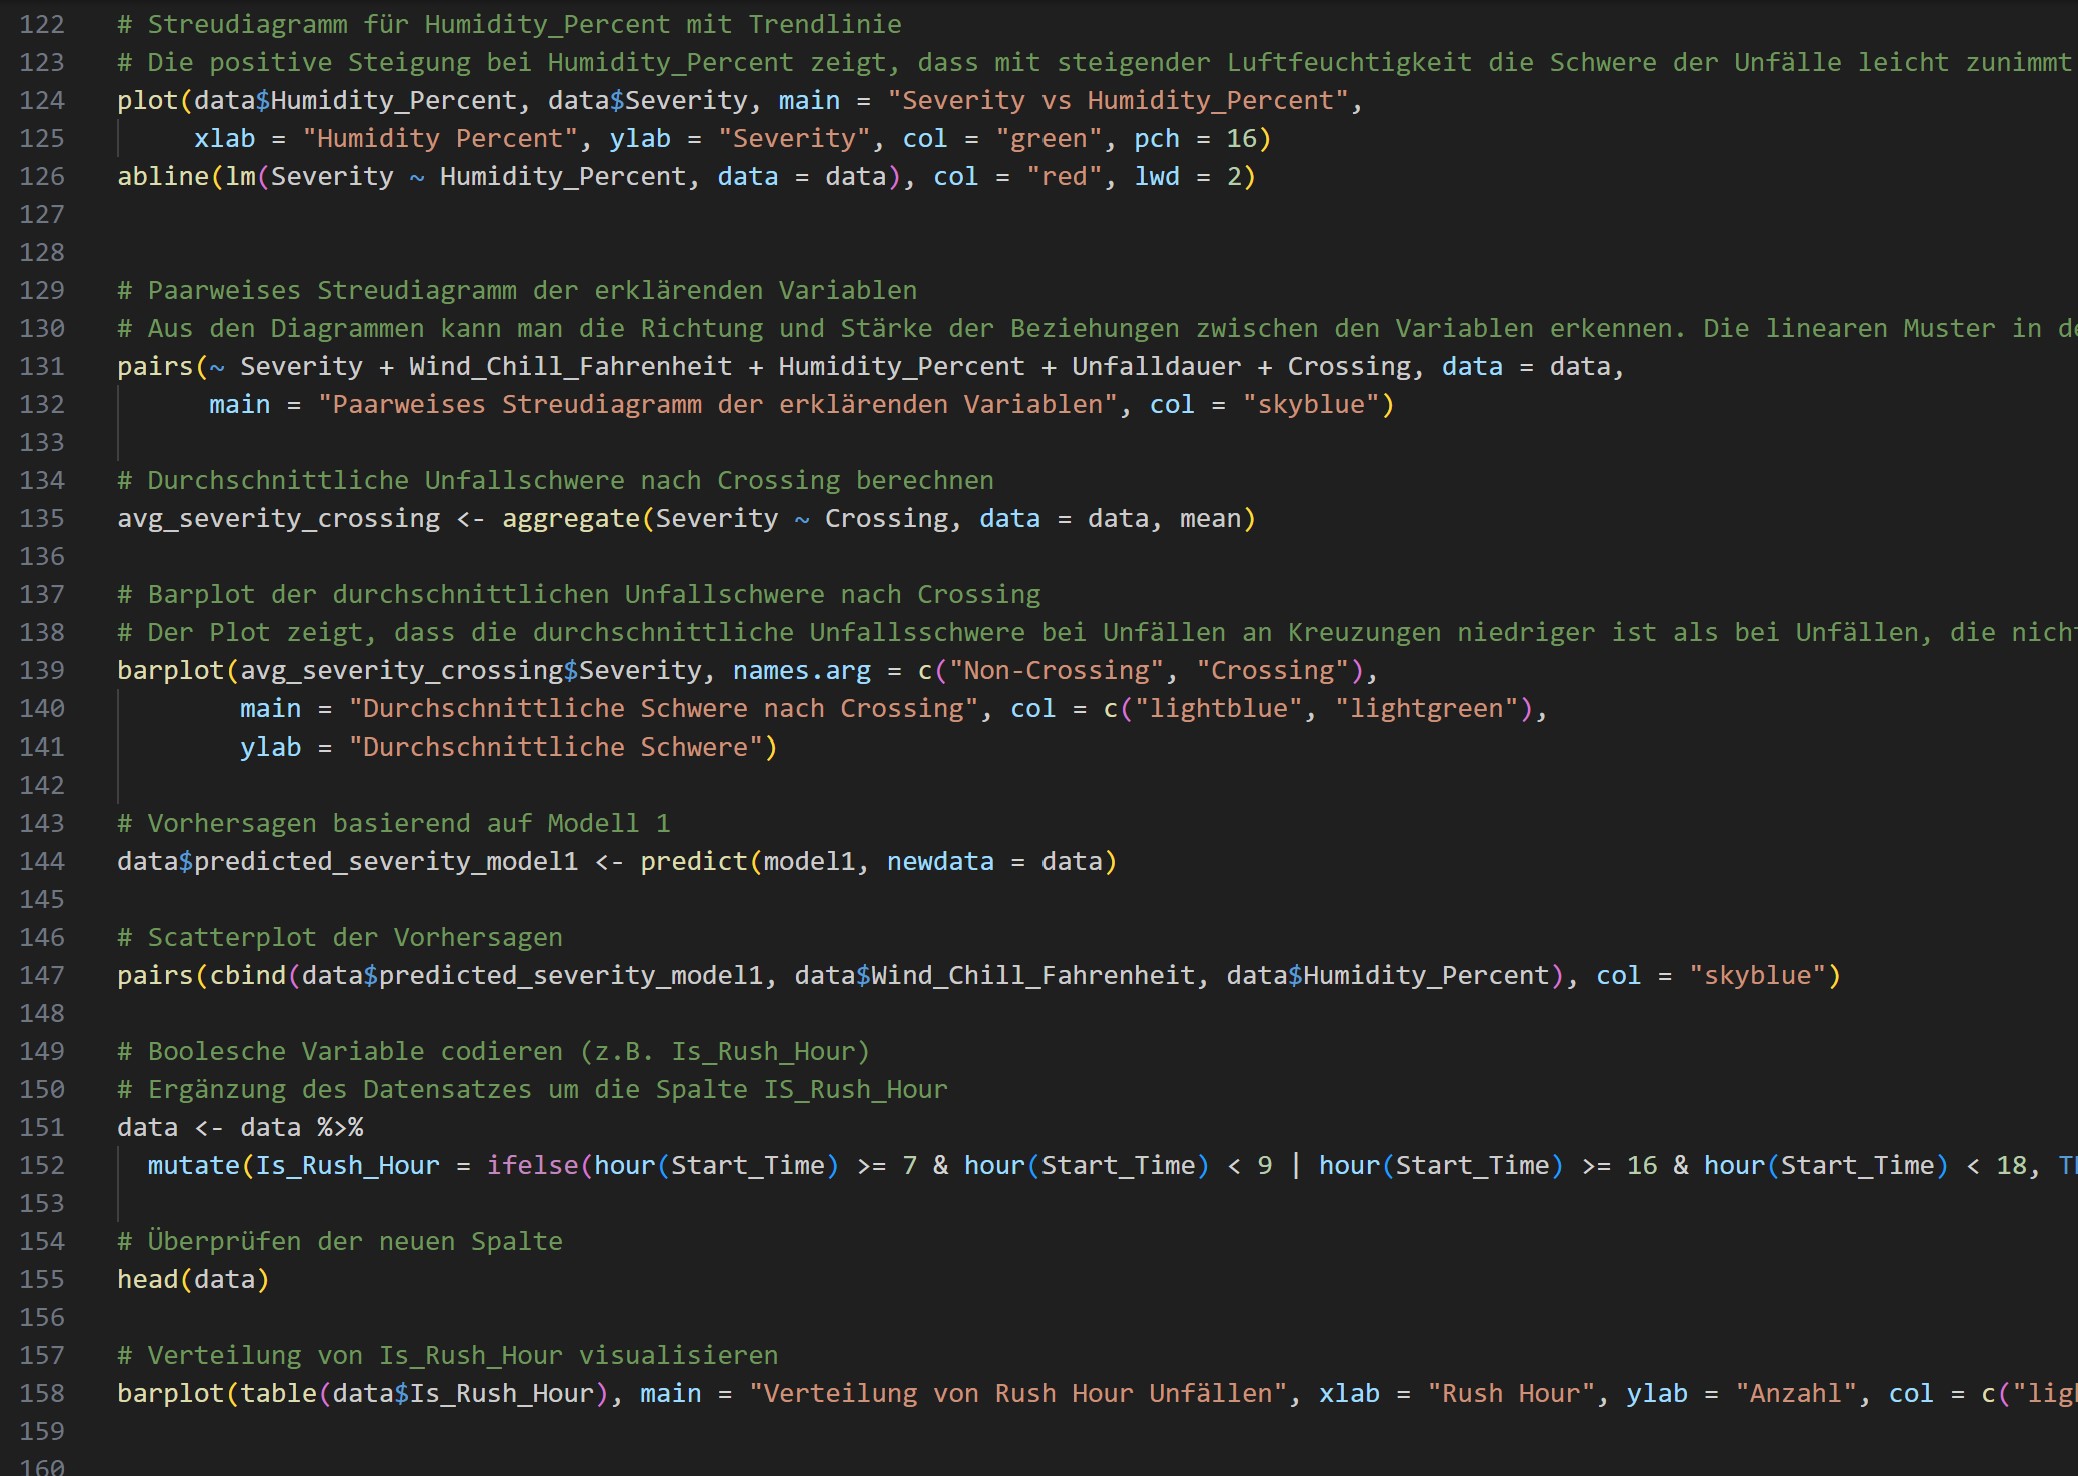 122 # Streudiagramm für Humidity_Percent mit Trendlinie
123 # Die positive Steigung bei Humidity_Percent zeigt, dass mit steigender Luftfeuchtigkeit die Schwere der Unfälle leicht zunimmt
124 plot(data$Humidity_Percent, data$Severity, main = "Severity vs Humidity_Percent",
125 xlab = "Humidity Percent", ylab = "Severity", col = "green", pch = 16)
126 abline(lm(Severity ~ Humidity_Percent, data = data), col = "red", lwd = 2)
127
128
129 # Paarweises Streudiagramm der erklärenden Variablen
130 # Aus den Diagrammen kann man die Richtung und Stärke der Beziehungen zwischen den Variablen erkennen. Die linearen Muster in
131 pairs(~ Severity + Wind_Chill_Fahrenheit + Humidity_Percent + Unfalldauer + Crossing, data = data,
132 main = "Paarweises Streudiagramm der erklärenden Variablen", col = "skyblue")
133
134 # Durchschnittliche Unfallschwere nach Crossing berechnen
135 avg_severity_crossing <- aggregate(Severity ~ Crossing, data = data, mean)
136
137 # Barplot der durchschnittlichen Unfallschwere nach Crossing
138 # Der Plot zeigt, dass die durchschnittliche Unfallsschwere bei Unfällen an Kreuzungen niedriger ist als bei Unfällen, die
139 barplot(avg_severity_crossing$Severity, names.arg = c("Non-Crossing", "Crossing"),
140 main = "Durchschnittliche Schwere nach Crossing", col = c("lightblue", "lightgreen"),
141 ylab = "Durchschnittliche Schwere")
142
143 # Vorhersagen basierend auf Modell 1
144 data$predicted_severity_model1 <- predict(model1, newdata = data)
145
146 # Scatterplot der Vorhersagen
147 pairs(cbind(data$predicted_severity_model1, data$Wind_Chill_Fahrenheit, data$Humidity_Percent), col = "skyblue")
148
149 # Boolesche Variable codieren (z.B. Is_Rush_Hour)
150 # Ergänzung des Datensatzes um die Spalte IS_Rush_Hour
151 data <- data %>%
152 mutate(Is_Rush_Hour = ifelse(hour(Start_Time) >= 7 & hour(Start_Time) < 9 | hour(Start_Time) >= 16 & hour(Start_Time) < 18,
153
154 # Überprüfen der neuen Spalte
155 head(data)
156
157 # Verteilung von Is_Rush_Hour visualisieren
158 barplot(table(data$Is_Rush_Hour), main = "Verteilung von Rush Hour Unfällen", xlab = "Rush Hour", ylab = "Anzahl", col = c(
159
160